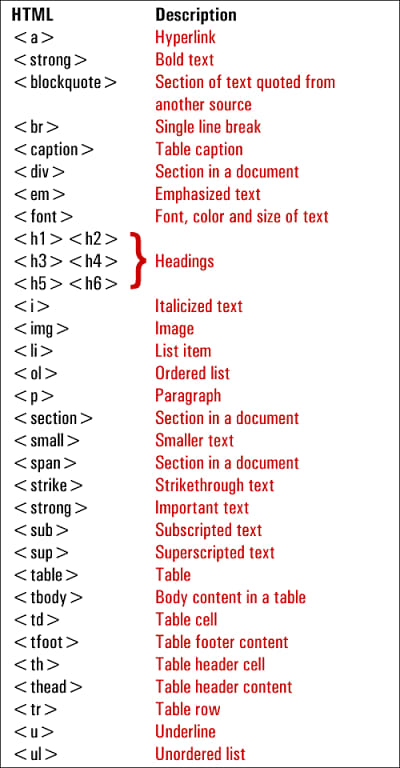 HTML Description
< a > Hyperlink
< strong > Bold text
< blockquote > Section of text quoted from
another source
< br > Single line break
< caption > Table caption
< div > Section in a document
< em > Emphasized text
< font > Font, color and size of text
< h1 > < h2 >
< h3 > < h4 > } Headings
< h5 > < h6 >
< i > Italicized text
< img > Image
< li > List item
< ol > Ordered list
< p > Paragraph
< section > Section in a document
< small > Smaller text
< span > Section in a document
< strike > Strikethrough text
< strong > Important text
< sub > Subscripted text
< sup > Superscripted text
< table > Table
< tbody > Body content in a table
< td > Table cell
< tfoot > Table footer content
< th > Table header cell
< thead > Table header content
< tr > Table row
< u > Underline
< ul > Unordered list